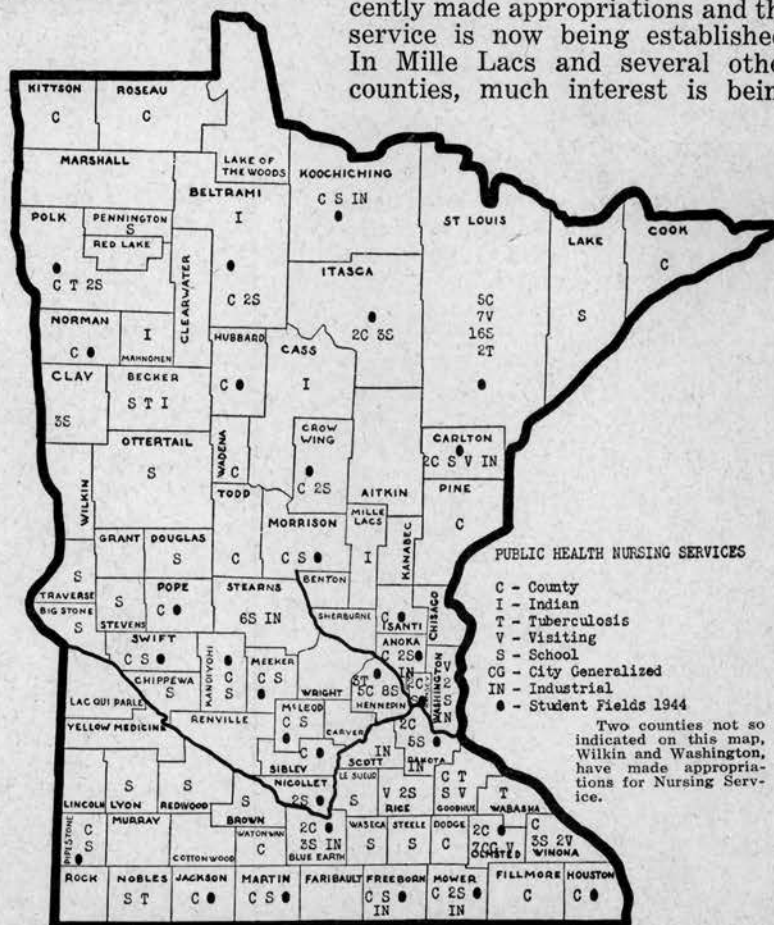 cently made appropriations and th
service is now being established
In Mille Lacs and several othe
counties, much interest is bein
KITTSON
C
ROSEAU
C
MARSHALL
LAKE OF
THE WOODS
BELTRAMI
I
C 2S
KOOCHICHING
C S IN
ST LOUIS
5C
7V
16S
2T
LAKE
S
COOK
C
POLK
C T 2S
PENNINGTON
S
RED LAKE
CLEARWATER
ITASCA
2C 3S
NORMAN
C
I
MAHNOMEN
HUBBARD
C
CASS
I
CLAY
3S
BECKER
S T I
WADENA
C
CROW
WING
C 2S
AITKIN
CARLTON
2C S V IN
OTTERTAIL
S
WILKIN
TODD
C
MORRISON
C S
MILLE
LACS
I
KANABEC
PINE
C
GRANT
DOUGLAS
S
BENTON
S
TRAVERSE
BIG STONE
S
S
STEVENS
POPE
C
STEARNS
6S IN
SHERBURNE
ISANTI
C
CHISAGO
SWIFT
C S
KANDIYOHI
C
S
MEEKER
C S
WRIGHT
ANOKA
C 2S
IN
3T
5C 8S
HENNEPIN
WASHINGTON
V
2
S
IN
CHIPPEWA
S
LAC QUI PARLE
RENVILLE
MCLEOD
C S
CARVER
YELLOW MEDICINE
SIBLEY
C
SCOTT
IN
2C
5S
DAKOTA
IN
LINCOLN
S
LYON
S
REDWOOD
S
BROWN
NICOLLET
2S
LE SUEUR
S
V 2S
RICE
C T
S V
GOODHUE
T
WABASHA
PIPESTONE
C
S
MURRAY
COTTONWOOD
WATONWAN
C
2C
3S IN
BLUE EARTH
WASECA
S
STEELE
S
DODGE
C
2C
3CG V
OLMSTED
C
3S 2V
WINONA
ROCK
NOBLES
S T
JACKSON
C
MARTIN
C S
FARIBAULT
FREEBORN
C S
IN
MOWER
C 2S
IN
FILLMORE
C
HOUSTON
C
PUBLIC HEALTH NURSING SERVICES
C - County
I - Indian
T - Tuberculosis
V - Visiting
S - School
CG - City Generalized
IN - Industrial
● - Student Fields 1944
Two counties not so
indicated on this map,
Wilkin and Washington,
have made appropria-
tions for Nursing Serv-
ice.